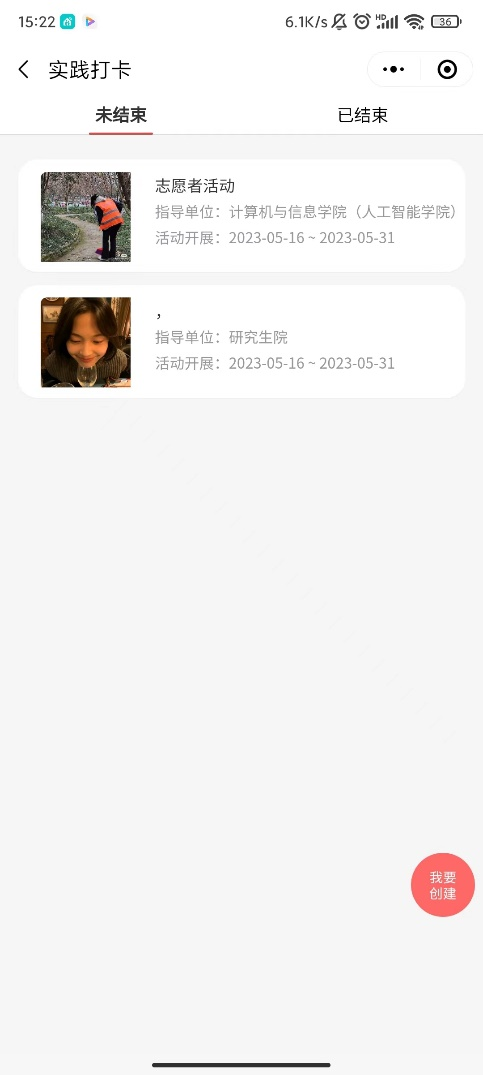 15:22
6.1K/s HD 36
实践打卡
未结束 已结束
志愿者活动
指导单位：计算机与信息学院（人工智能学院）
活动开展：2023-05-16 ~ 2023-05-31
，
指导单位：研究生院
活动开展：2023-05-16 ~ 2023-05-31
我要
创建